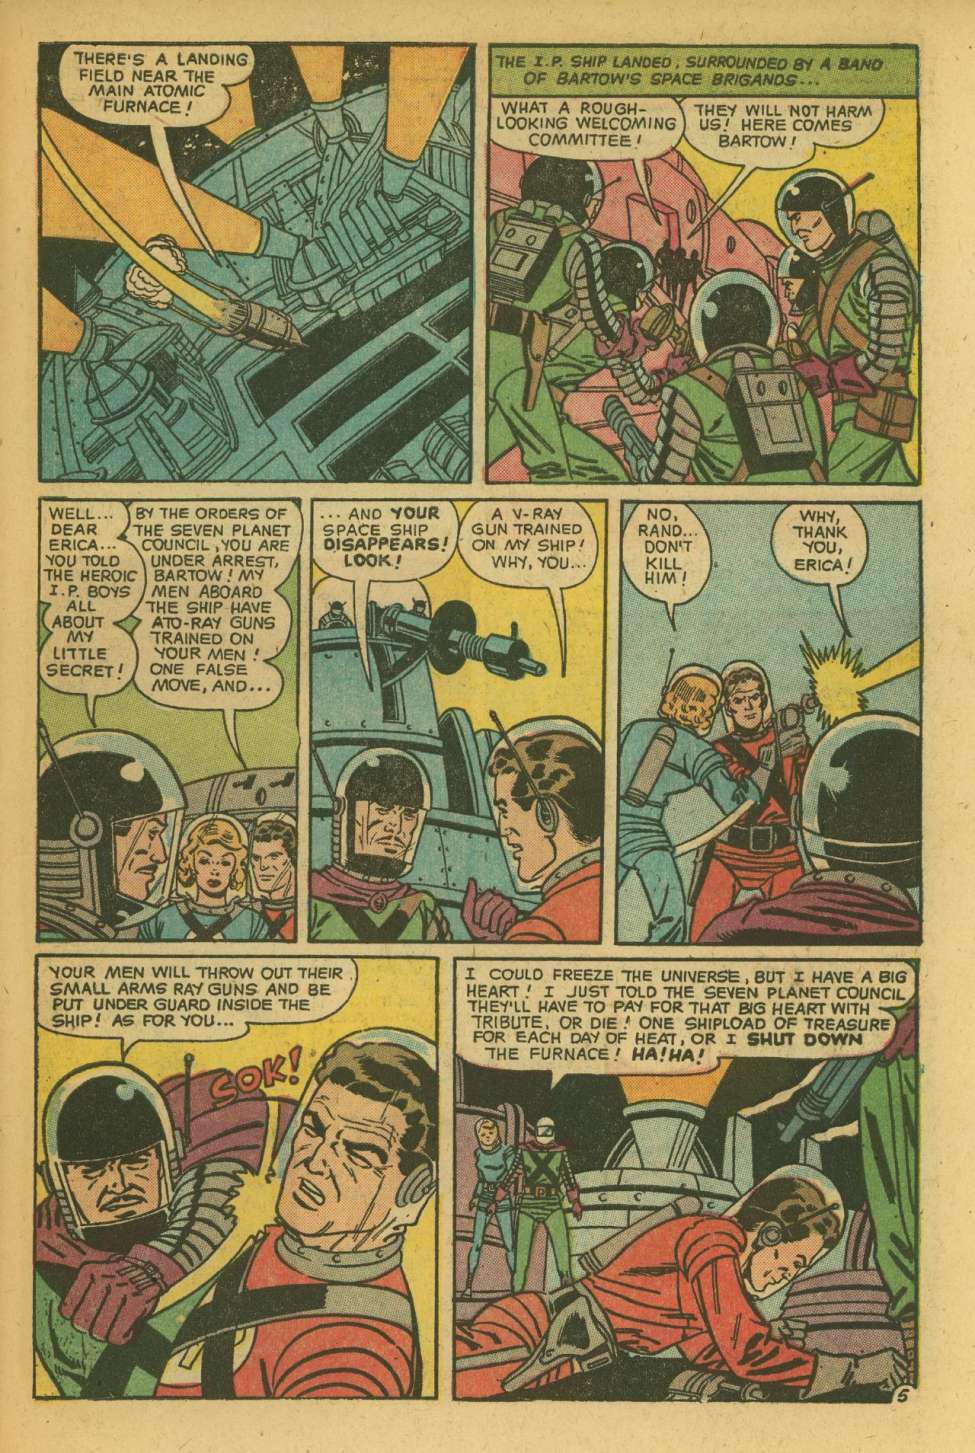 THERE'S A LANDING
FIELD NEAR THE
MAIN ATOMIC
FURNACE!
THE I.P. SHIP LANDED, SURROUNDED BY A BAND
OF BARTOW'S SPACE BRIGANDS...
WHAT A ROUGH-
LOOKING WELCOMING
COMMITTEE!
THEY WILL NOT HARM
US! HERE COMES
BARTOW!
WELL...
DEAR
ERICA...
YOU TOLD
THE HEROIC
I.P. BOYS
ALL
ABOUT
MY
LITTLE
SECRET!
BY THE ORDERS OF
THE SEVEN PLANET
COUNCIL, YOU ARE
UNDER ARREST,
BARTOW! MY
MEN ABOARD
THE SHIP HAVE
ATO-RAY GUNS
TRAINED ON
YOUR MEN!
ONE FALSE
MOVE, AND...
...AND YOUR
SPACE SHIP
DISAPPEARS!
LOOK!
A V-RAY
GUN TRAINED
ON MY SHIP!
WHY, YOU...
NO,
RAND...
DON'T
KILL
HIM!
WHY,
THANK
YOU,
ERICA!
YOUR MEN WILL THROW OUT THEIR
SMALL ARMS RAY GUNS AND BE
PUT UNDER GUARD INSIDE THE
SHIP! AS FOR YOU...
SOK!
I COULD FREEZE THE UNIVERSE, BUT I HAVE A BIG
HEART! I JUST TOLD THE SEVEN PLANET COUNCIL
THEY'LL HAVE TO PAY FOR THAT BIG HEART WITH
TRIBUTE, OR DIE! ONE SHIPLOAD OF TREASURE
FOR EACH DAY OF HEAT, OR I SHUT DOWN
THE FURNACE! HA! HA!
5